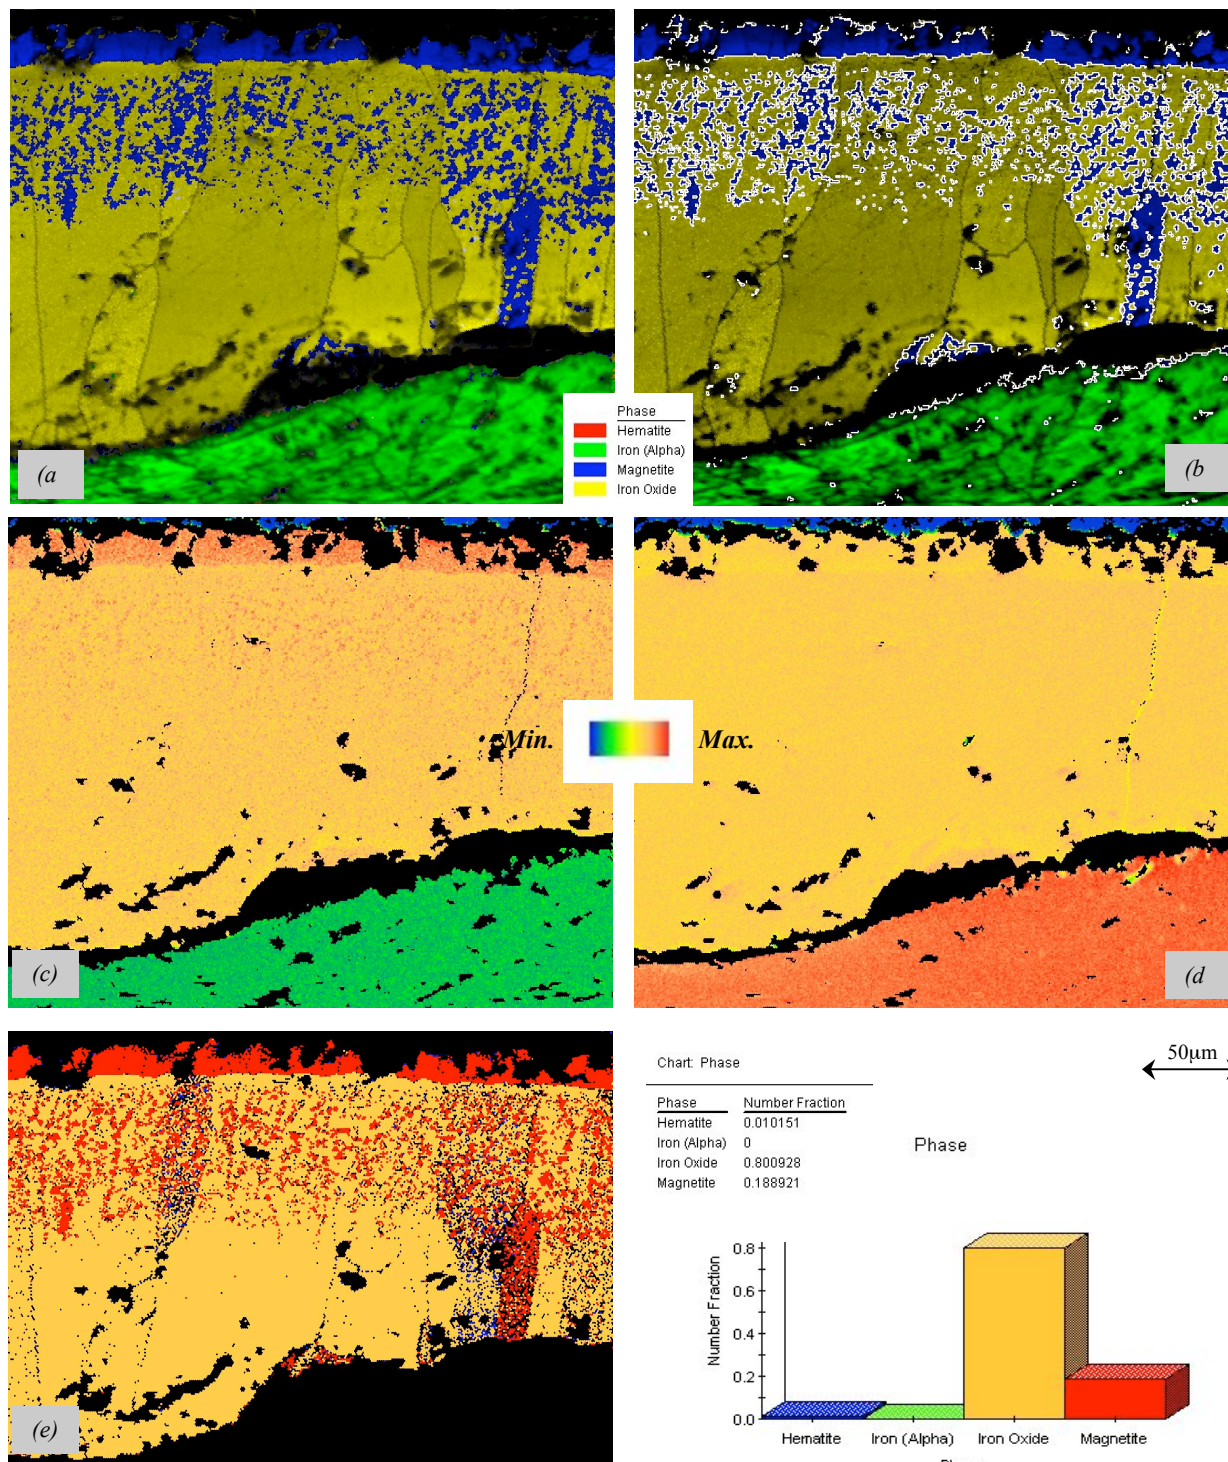 (a
(b
Phase
Hematite
Iron (Alpha)
Magnetite
Iron Oxide
Min.
Max.
(c)
(d
(e)
50µm
Chart: Phase
Phase Number Fraction
Hematite 0.010151
Iron (Alpha) 0
Iron Oxide 0.800928
Magnetite 0.188921
Phase
Number Fraction
0.8
0.6
0.4
0.2
0.0
Hematite Iron (Alpha) Iron Oxide Magnetite